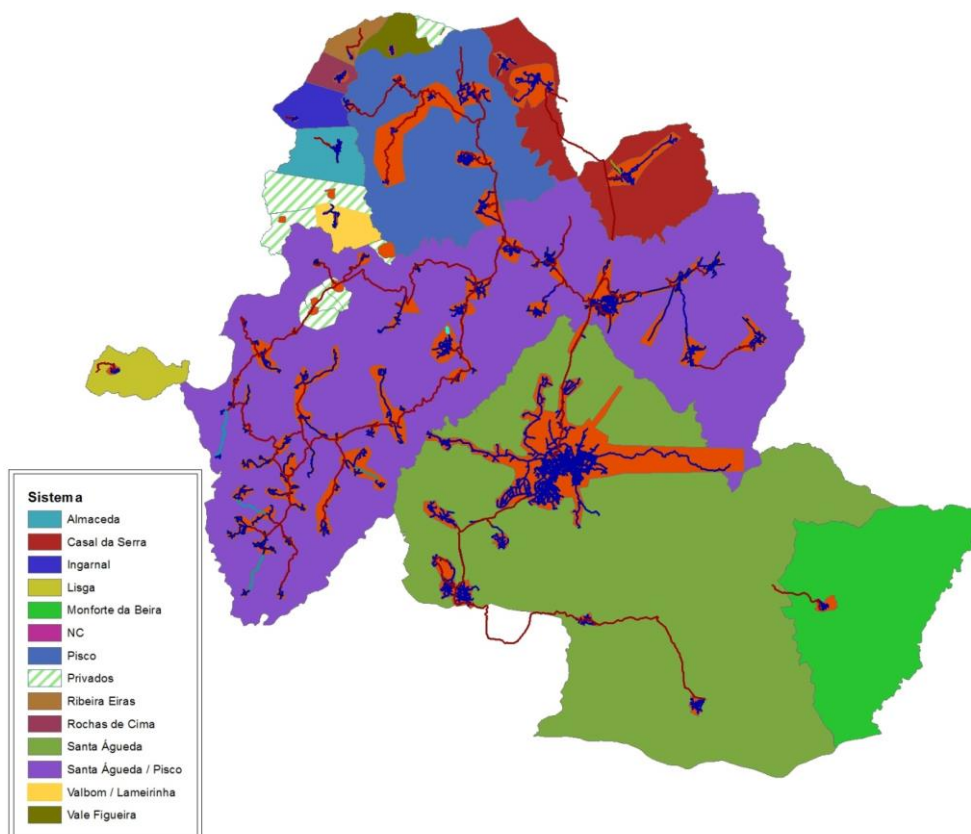 Sistema
Almaceda
Casal da Serra
Ingarnal
Lisga
Monforte da Beira
NC
Pisco
Privados
Ribeira Eiras
Rochas de Cima
Santa Águeda
Santa Águeda / Pisco
Valbom / Lameirinha
Vale Figueira